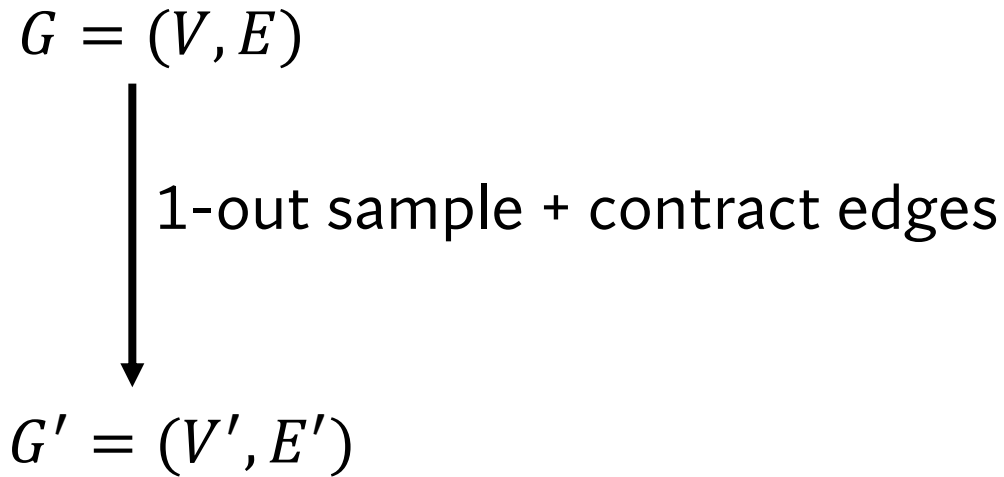 G = (V, E)
1-out sample + contract edges
G′ = (V′, E′)